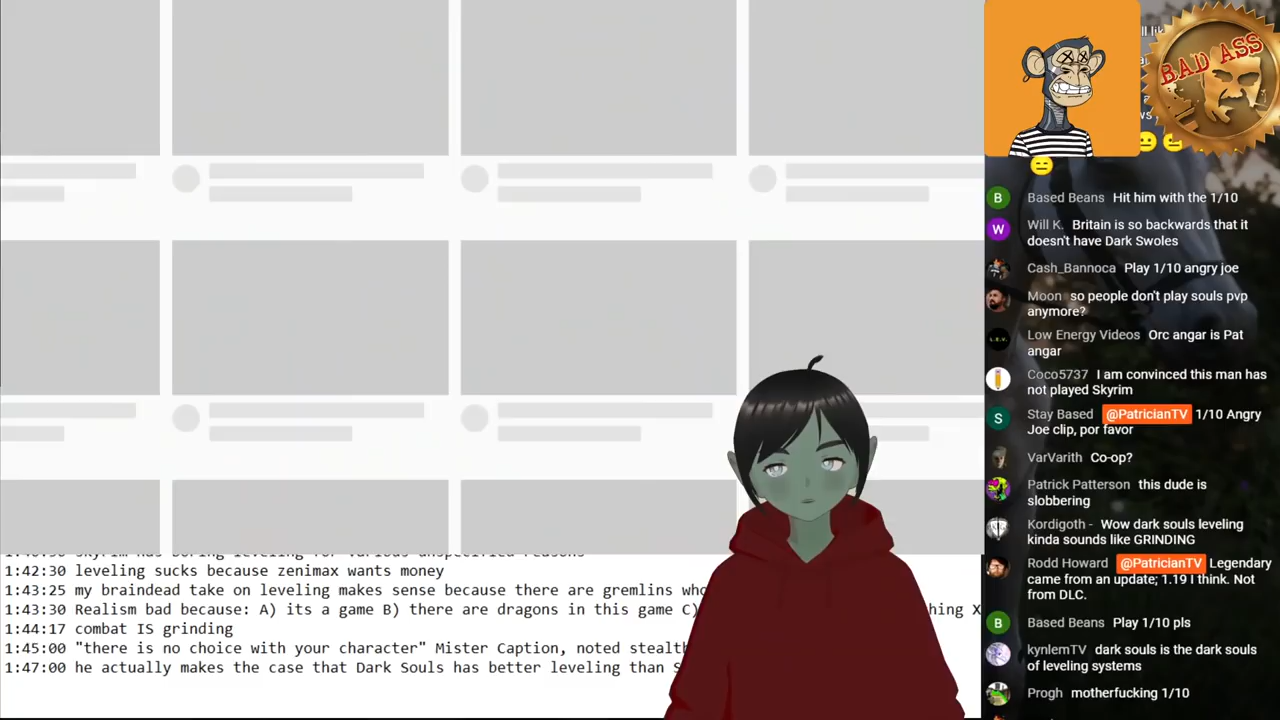 1:42:30 leveling sucks because zenimax wants money
1:43:25 my braindead take on leveling makes sense because there are gremlins who
1:43:30 Realism bad because: A) its a game B) there are dragons in this game C) hing X
1:44:17 combat IS grinding
1:45:00 "there is no choice with your character" Mister Caption, noted stealth
1:47:00 he actually makes the case that Dark Souls has better leveling than S
BAD ASS
B Based Beans Hit him with the 1/10
W Will K. Britain is so backwards that it
doesn't have Dark Swoles
Cash_Bannoca Play 1/10 angry joe
Moon so people don't play souls pvp
anymore?
Low Energy Videos Orc angar is Pat
angar
Coco5737 I am convinced this man has
not played Skyrim
S Stay Based @PatricianTV 1/10 Angry
Joe clip, por favor
VarVarith Co-op?
Patrick Patterson this dude is
slobbering
Kordigoth - Wow dark souls leveling
kinda sounds like GRINDING
Rodd Howard @PatricianTV Legendary
came from an update; 1.19 I think. Not
from DLC.
B Based Beans Play 1/10 pls
kynlemTV dark souls is the dark souls
of leveling systems
Progh motherfucking 1/10